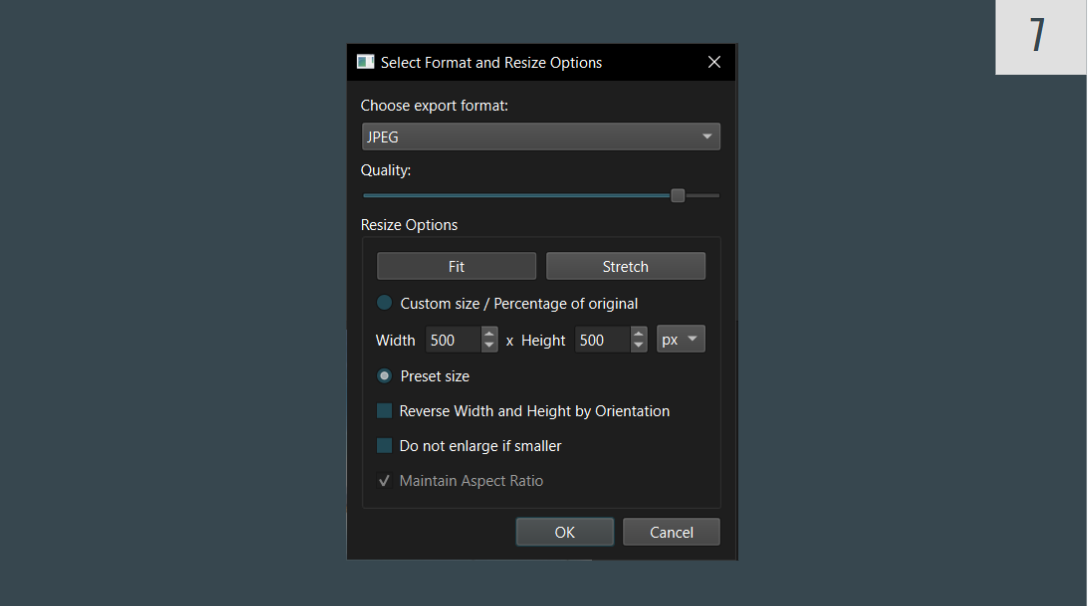 7
Select Format and Resize Options
Choose export format:
JPEG
Quality:
Resize Options
Fit Stretch
Custom size / Percentage of original
Width 500 x Height 500 px
Preset size
Reverse Width and Height by Orientation
Do not enlarge if smaller
Maintain Aspect Ratio
OK Cancel